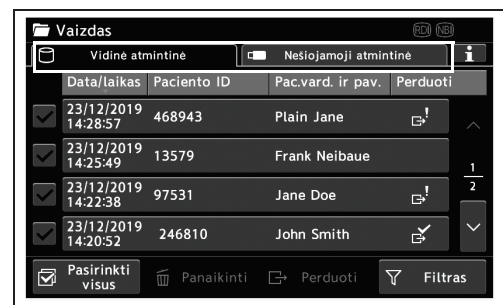 Vaizdas RDI NBI
Vidinė atmintinė Nešiojamoji atmintinė i
Data/laikas Paciento ID Pac.vard. ir pav. Perduoti
23/12/2019
14:28:57 468943 Plain Jane !
23/12/2019
14:25:49 13579 Frank Neibaue
23/12/2019
14:22:38 97531 Jane Doe !
23/12/2019
14:20:52 246810 John Smith
1
2
Pasirinkti
visus Panaikinti Perduoti Filtras